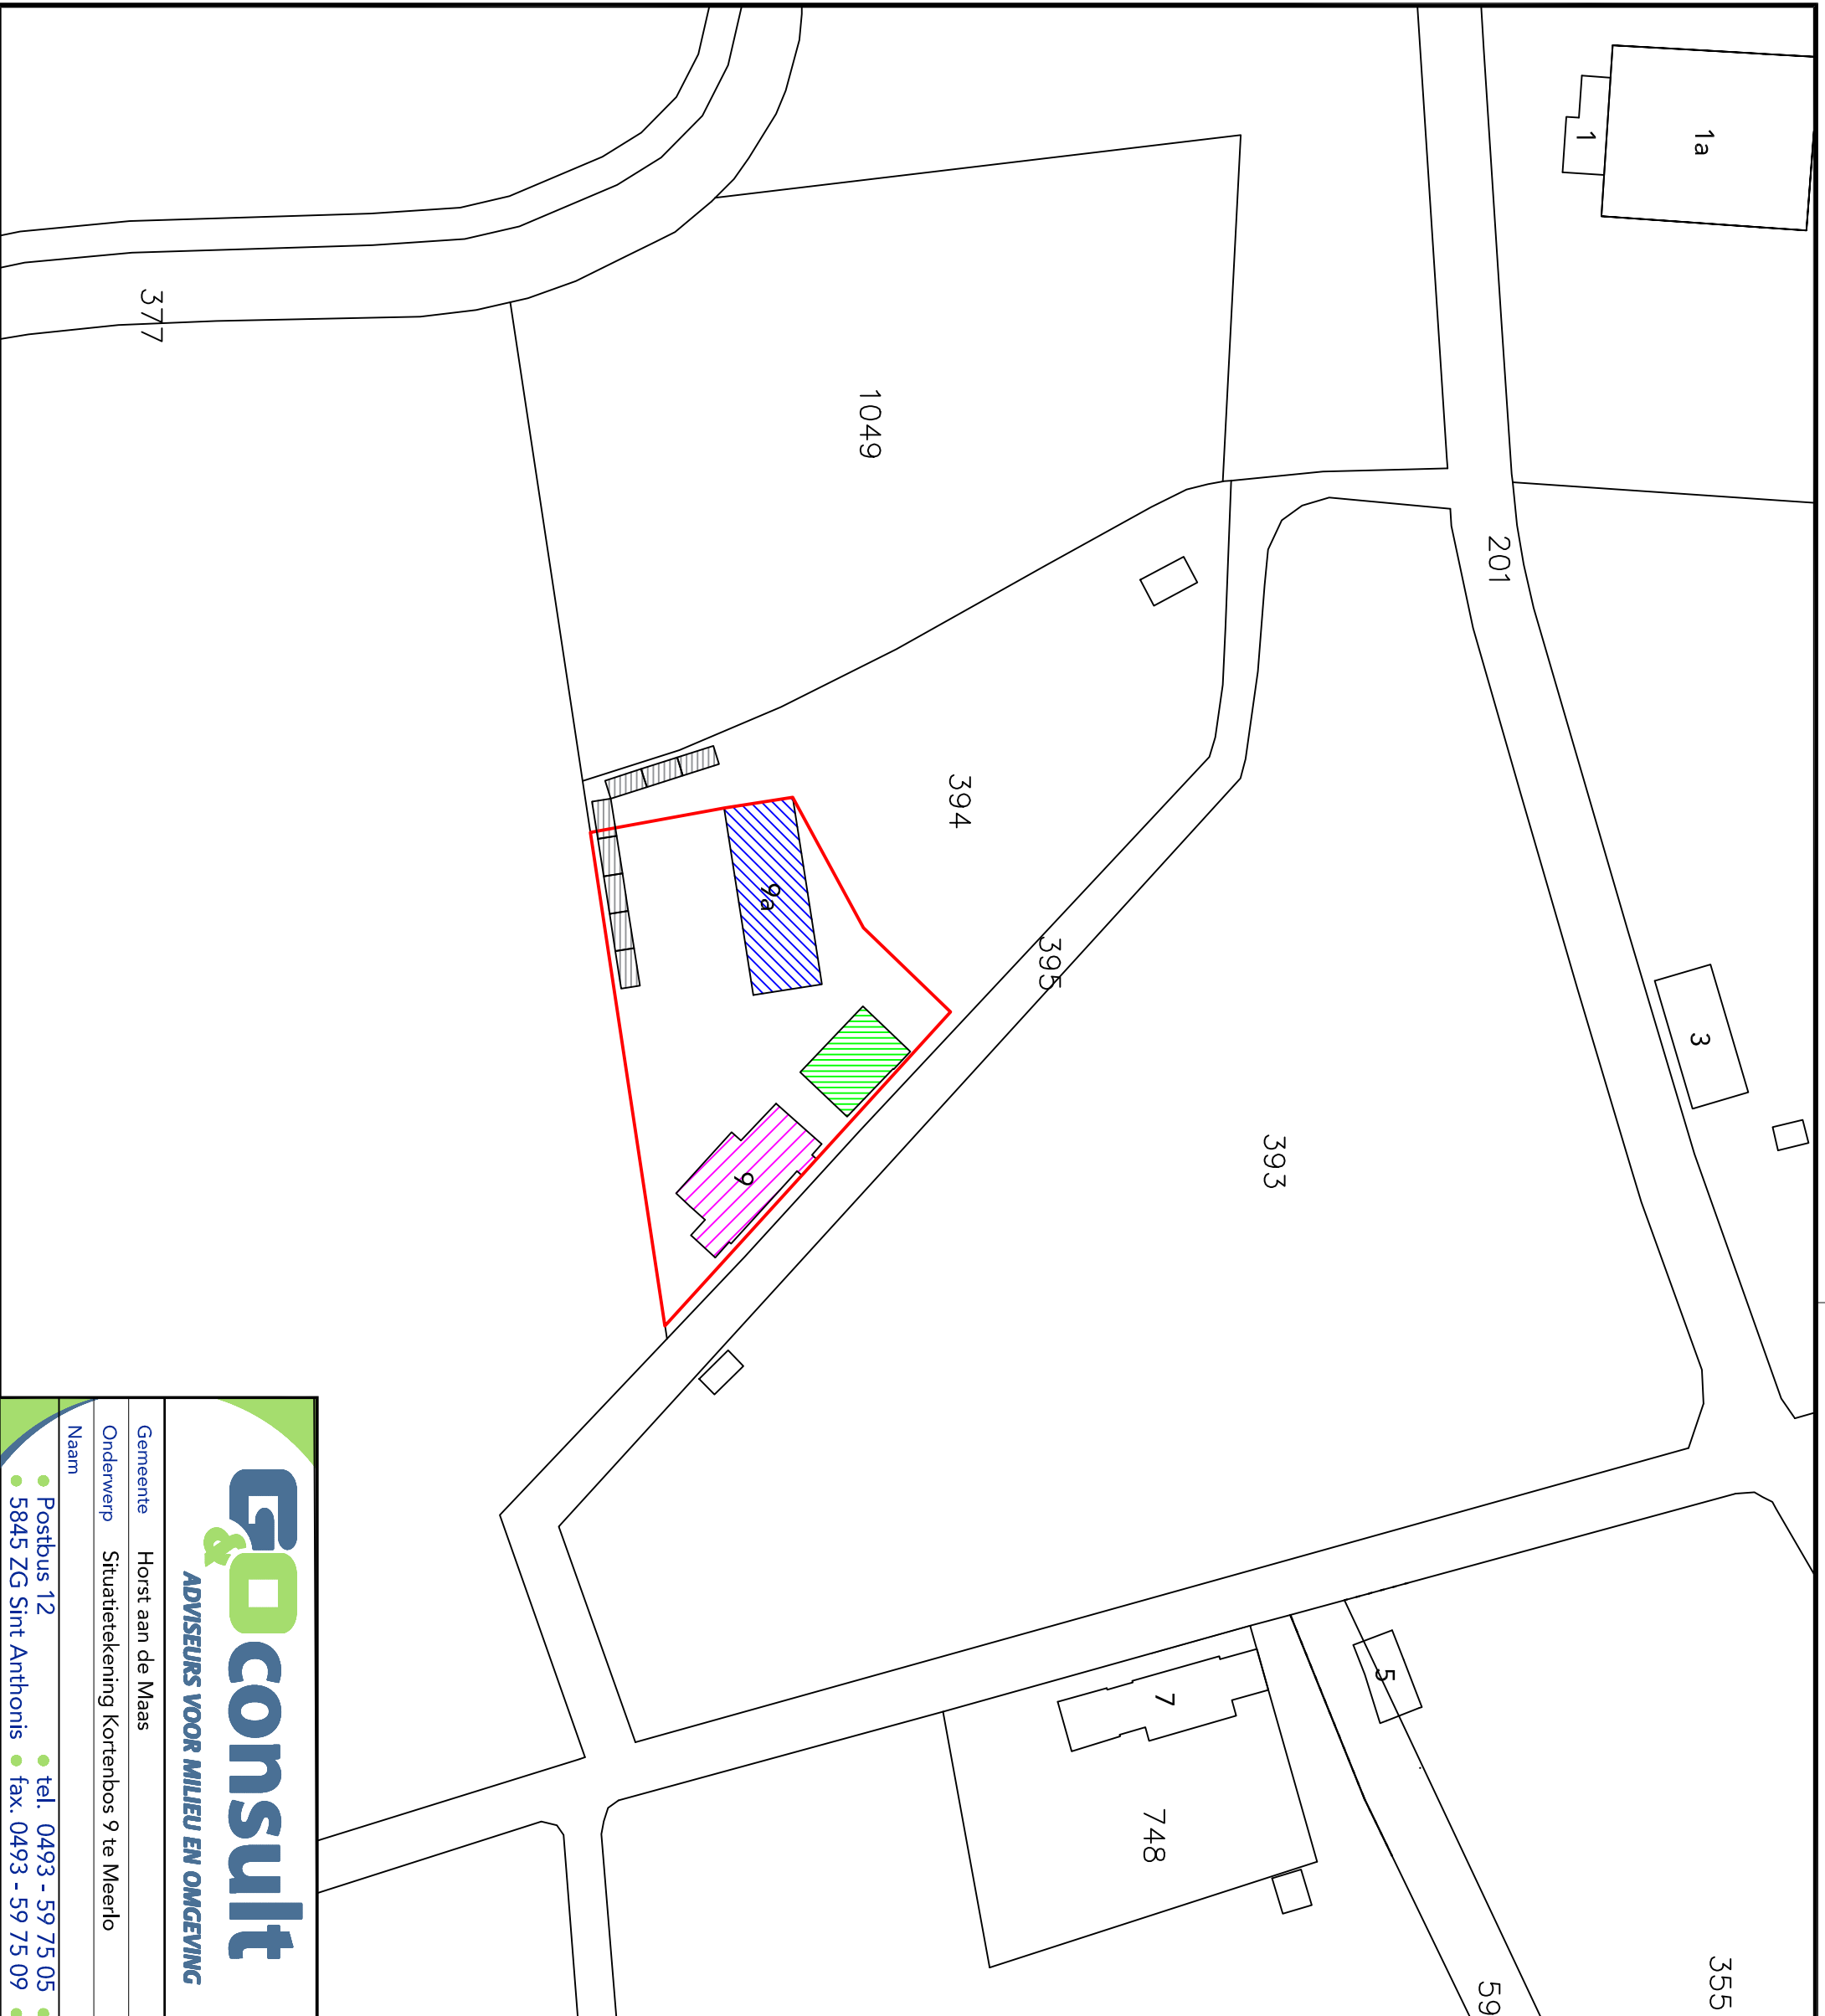 1a
1
201
3
377
1049
394
9a
395
393
9
5
7
748
355
59
G&O consult
ADVISEURS VOOR MILIEU EN OMGEVING
Gemeente Horst aan de Maas
Onderwerp Situatietekening Kortenbos 9 te Meerlo
Naam
Postbus 12 • tel. 0493 - 59 75 05
5845 ZG Sint Anthonis • fax. 0493 - 59 75 09